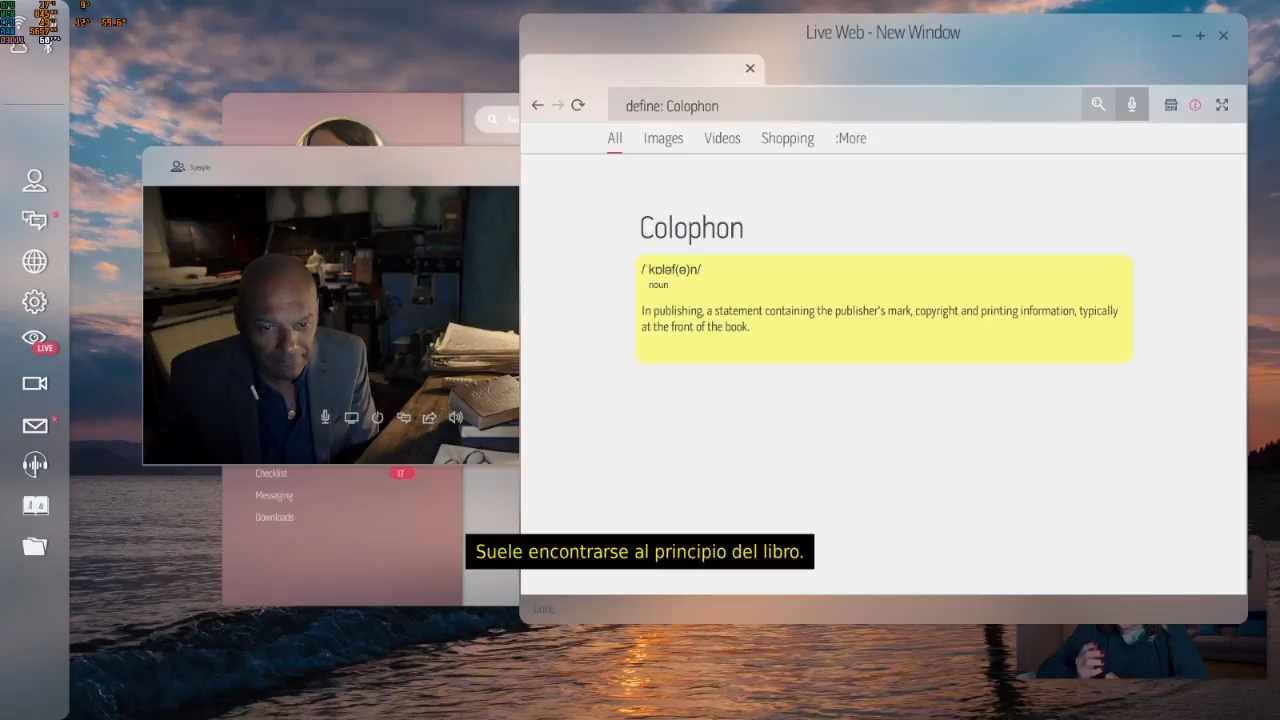 Live Web - New Window
define: Colophon
All Images Videos Shopping :More
Colophon
/ˈkɒləf(ə)n/
noun
In publishing, a statement containing the publisher's mark, copyright and printing information, typically
at the front of the book.
3 people
LIVE
Checklist 17
Messaging
Downloads
Suele encontrarse al principio del libro.
Done